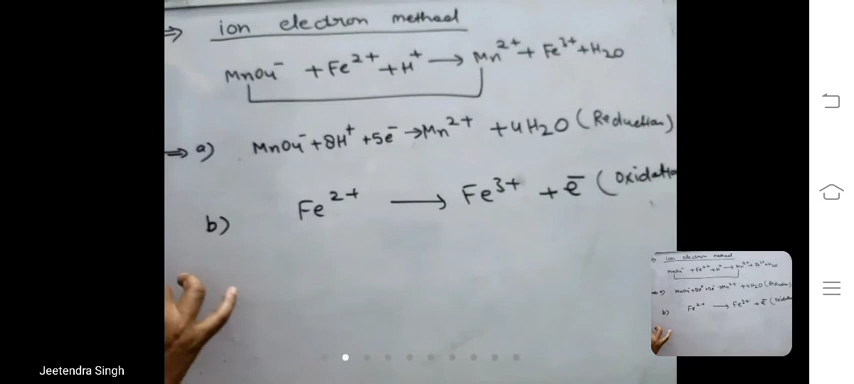 ⇒ ion electron method
MnO4⁻ + Fe²⁺ + H⁺ → Mn²⁺ + Fe³⁺ + H2O
⇒ a) MnO4⁻ + 8H⁺ + 5e⁻ → Mn²⁺ + 4H2O (Reduction)
b) Fe²⁺ → Fe³⁺ + e⁻ (Oxidatio
Jeetendra Singh